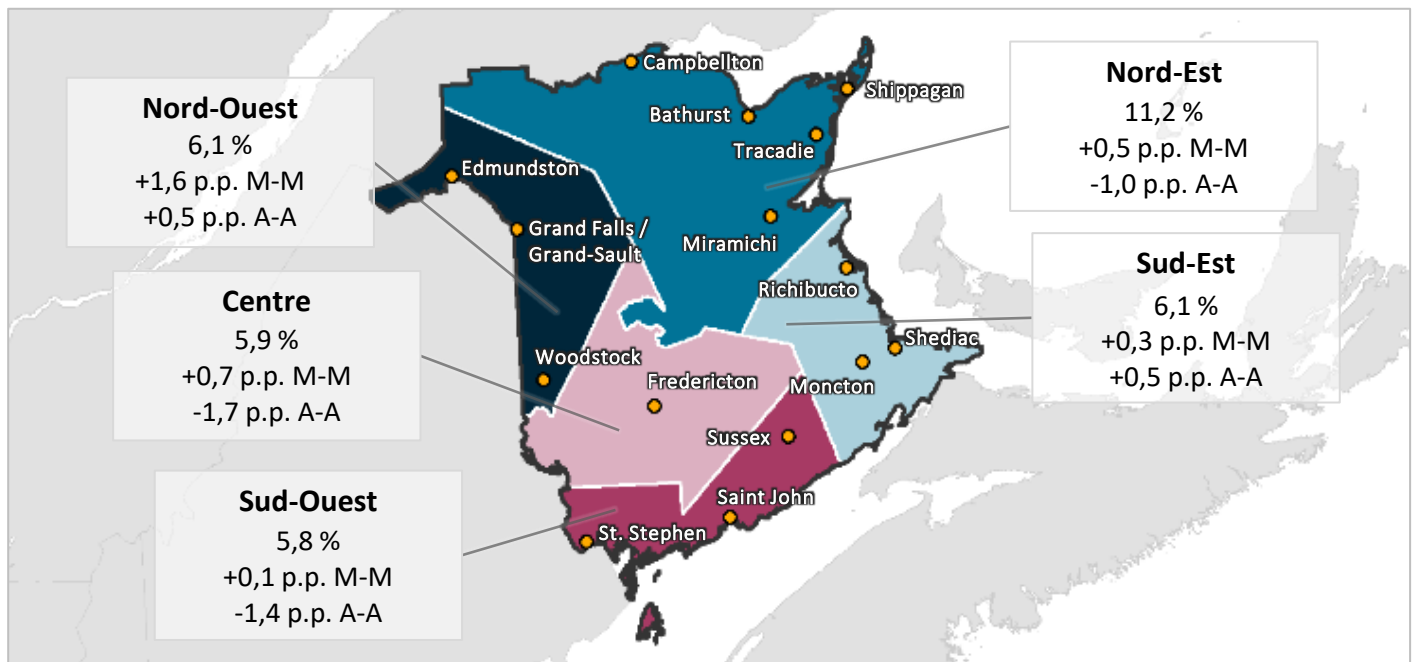 Nord-Ouest
6,1 %
+1,6 p.p. M-M
+0,5 p.p. A-A
Centre
5,9 %
+0,7 p.p. M-M
-1,7 p.p. A-A
Sud-Ouest
5,8 %
+0,1 p.p. M-M
-1,4 p.p. A-A
Nord-Est
11,2 %
+0,5 p.p. M-M
-1,0 p.p. A-A
Sud-Est
6,1 %
+0,3 p.p. M-M
+0,5 p.p. A-A
Campbellton
Shippagan
Bathurst
Tracadie
Edmundston
Grand Falls /
Grand-Sault
Miramichi
Richibucto
Shediac
Woodstock
Fredericton
Moncton
Sussex
Saint John
St. Stephen